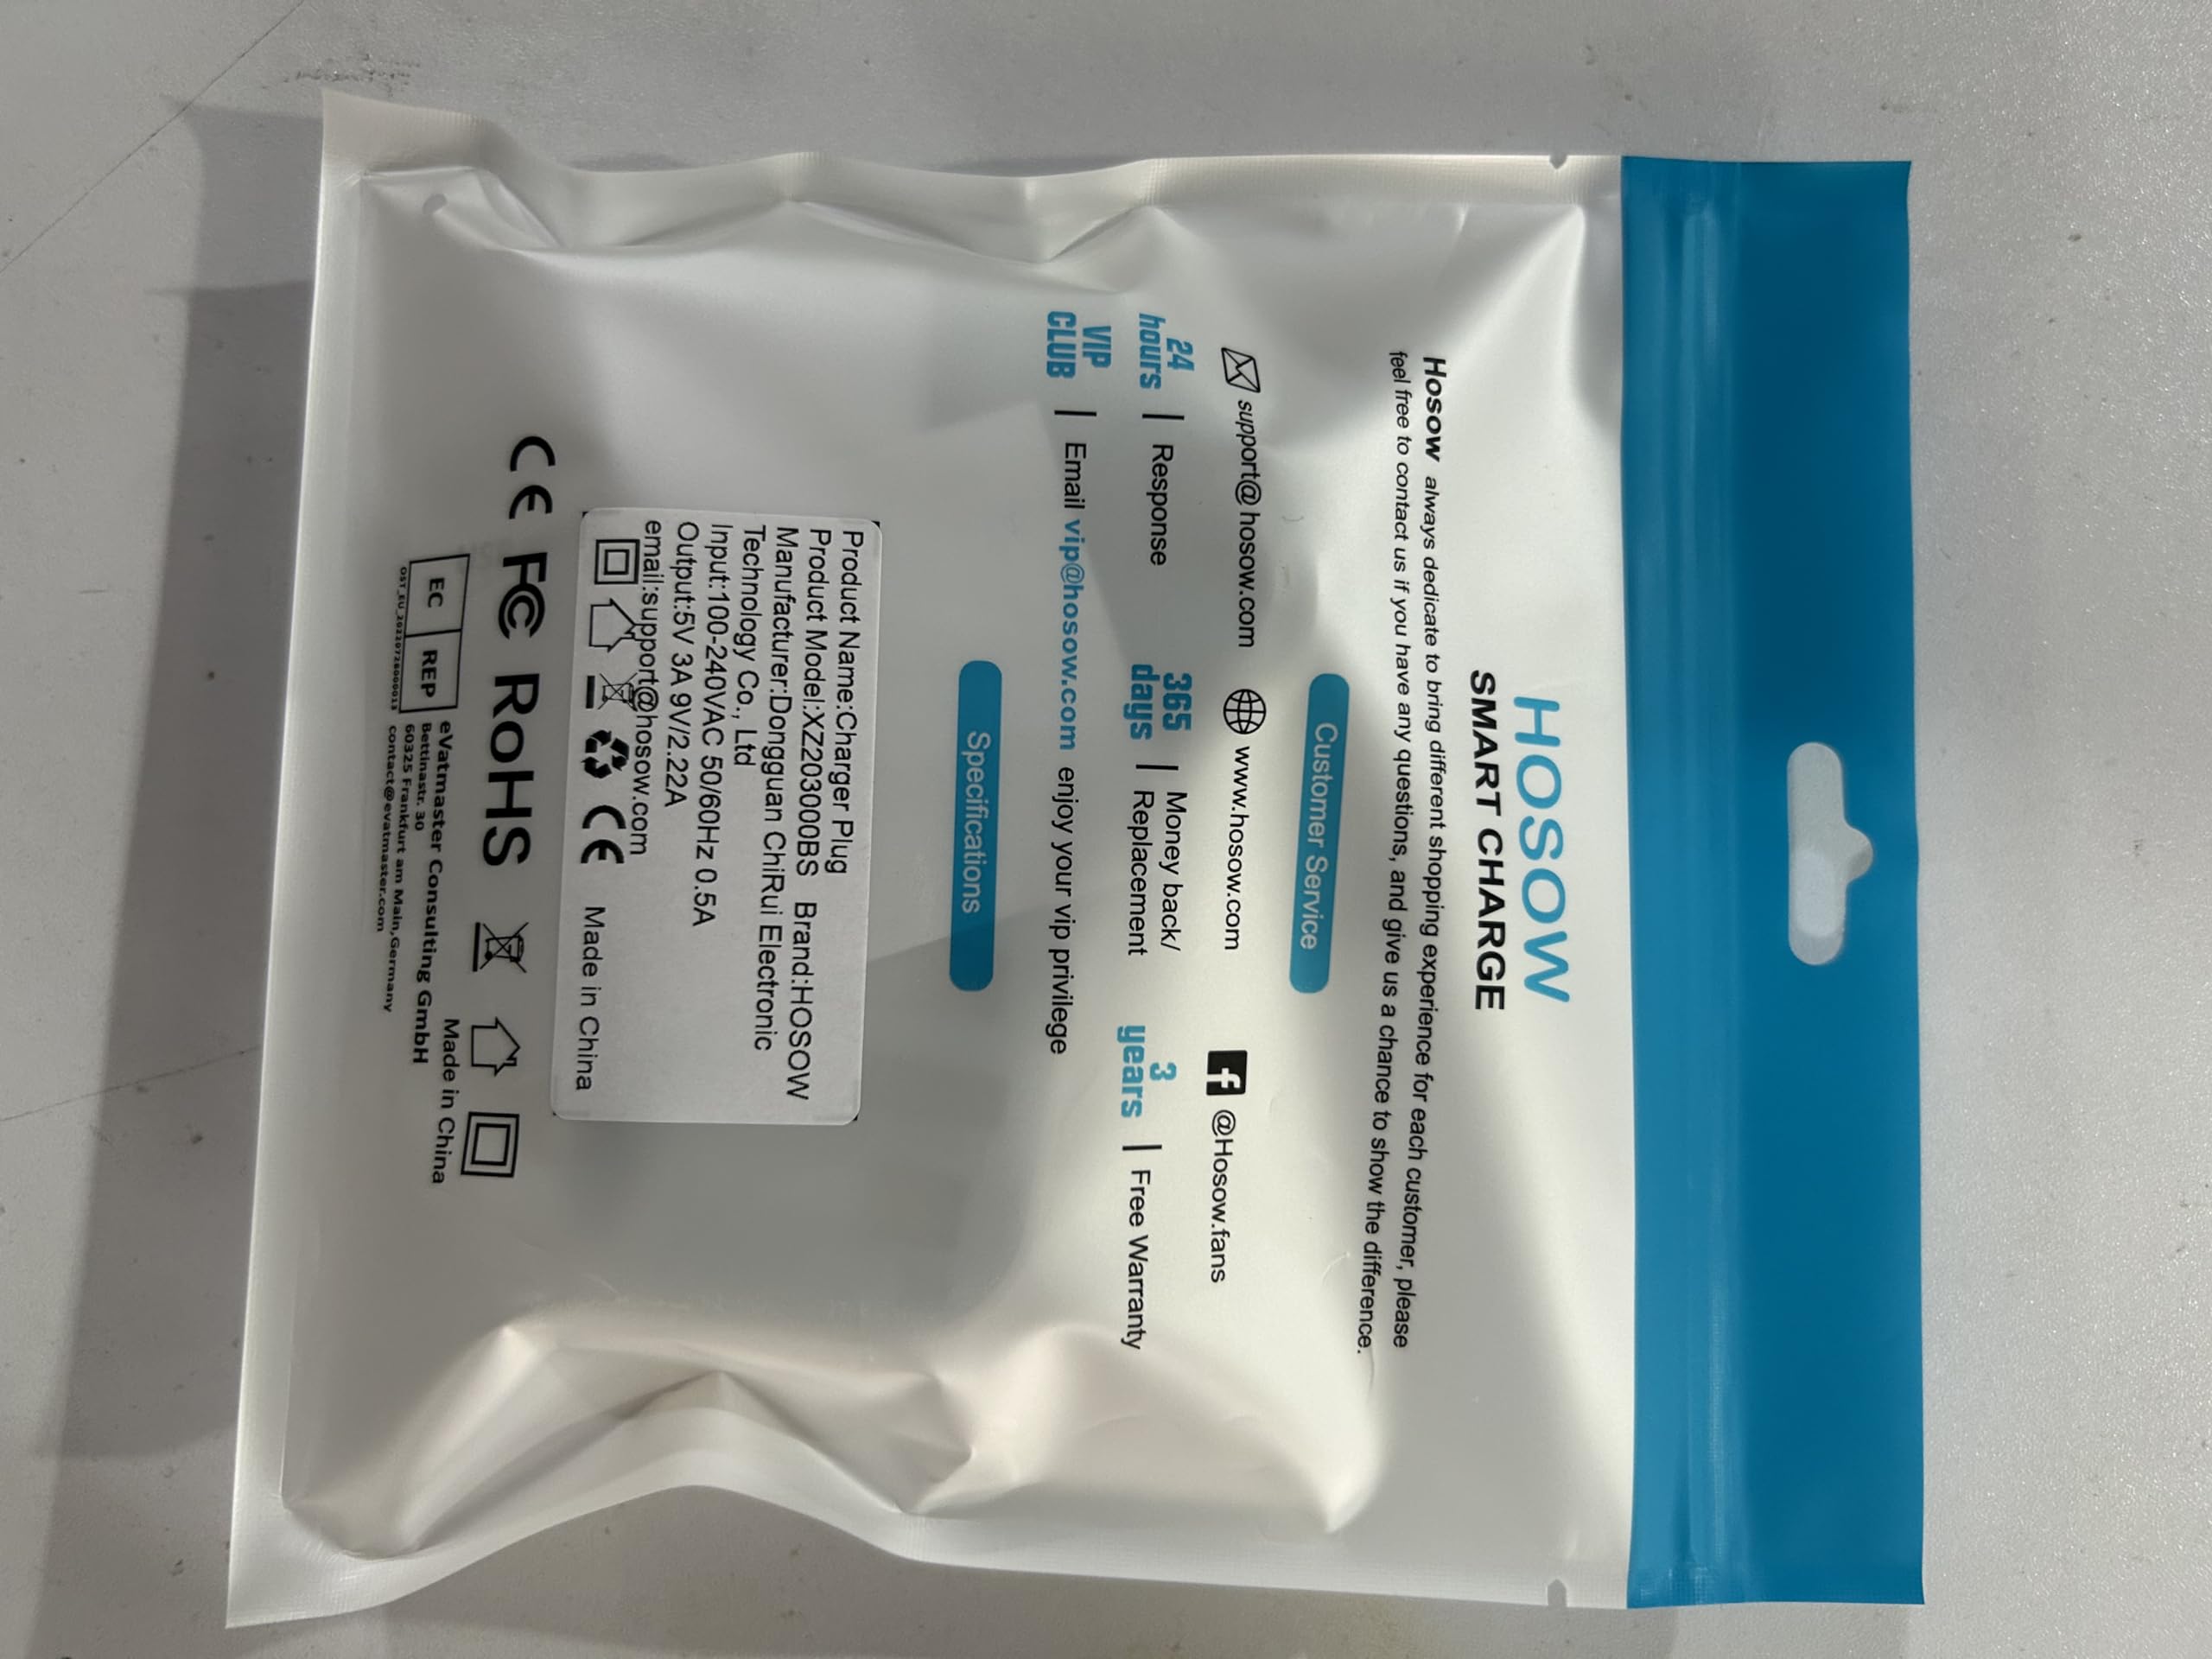 HOSOW
SMART CHARGE
Hosow always dedicate to bring different shopping experience for each customer, please
feel free to contact us if you have any questions, and give us a chance to show the difference.
Customer Service
support@hosow.com www.hosow.com @Hosow.fans
24 hours | Response
365 days | Money back/ Replacement
3 years | Free Warranty
VIP CLUB | Email vip@hosow.com enjoy your vip privilege
Specifications
Product Name:Charger Plug
Product Model:XZ203000BS Brand:HOSOW
Manufacturer:Dongguan ChiRui Electronic
Technology Co., Ltd
Input:100-240VAC 50/60Hz 0.5A
Output:5V 3A 9V/2.22A
email:support@hosow.com
CE Made in China
CE FC RoHS
Made in China
EC REP
eVatmaster Consulting GmbH
Bettinastr. 30
60325 Frankfurt am Main,Germany
contact@evatmaster.com